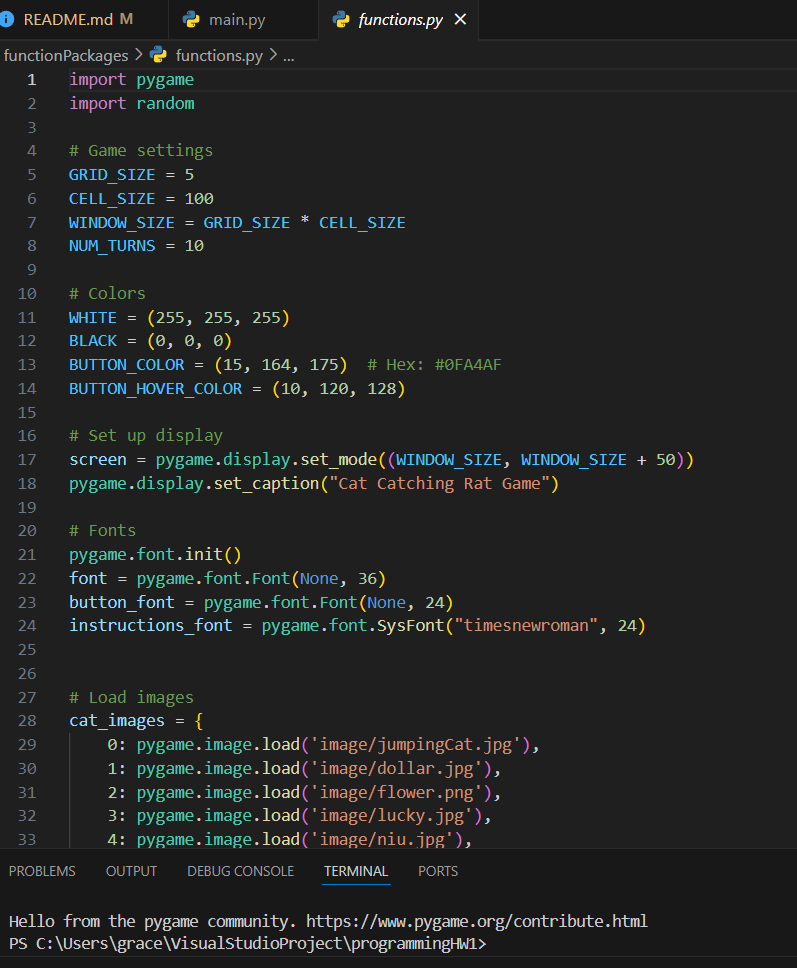 README.md M main.py functions.py
functionPackages > functions.py > ...
1 import pygame
2 import random
3
4 # Game settings
5 GRID_SIZE = 5
6 CELL_SIZE = 100
7 WINDOW_SIZE = GRID_SIZE * CELL_SIZE
8 NUM_TURNS = 10
9
10 # Colors
11 WHITE = (255, 255, 255)
12 BLACK = (0, 0, 0)
13 BUTTON_COLOR = (15, 164, 175)  # Hex: #0FA4AF
14 BUTTON_HOVER_COLOR = (10, 120, 128)
15
16 # Set up display
17 screen = pygame.display.set_mode((WINDOW_SIZE, WINDOW_SIZE + 50))
18 pygame.display.set_caption("Cat Catching Rat Game")
19
20 # Fonts
21 pygame.font.init()
22 font = pygame.font.Font(None, 36)
23 button_font = pygame.font.Font(None, 24)
24 instructions_font = pygame.font.SysFont("timesnewroman", 24)
25
26
27 # Load images
28 cat_images = {
29     0: pygame.image.load('image/jumpingCat.jpg'),
30     1: pygame.image.load('image/dollar.jpg'),
31     2: pygame.image.load('image/flower.png'),
32     3: pygame.image.load('image/lucky.jpg'),
33     4: pygame.image.load('image/niu.jpg'),
PROBLEMS OUTPUT DEBUG CONSOLE TERMINAL PORTS
Hello from the pygame community. https://www.pygame.org/contribute.html
PS C:\Users\grace\VisualStudioProject\programmingHW1>